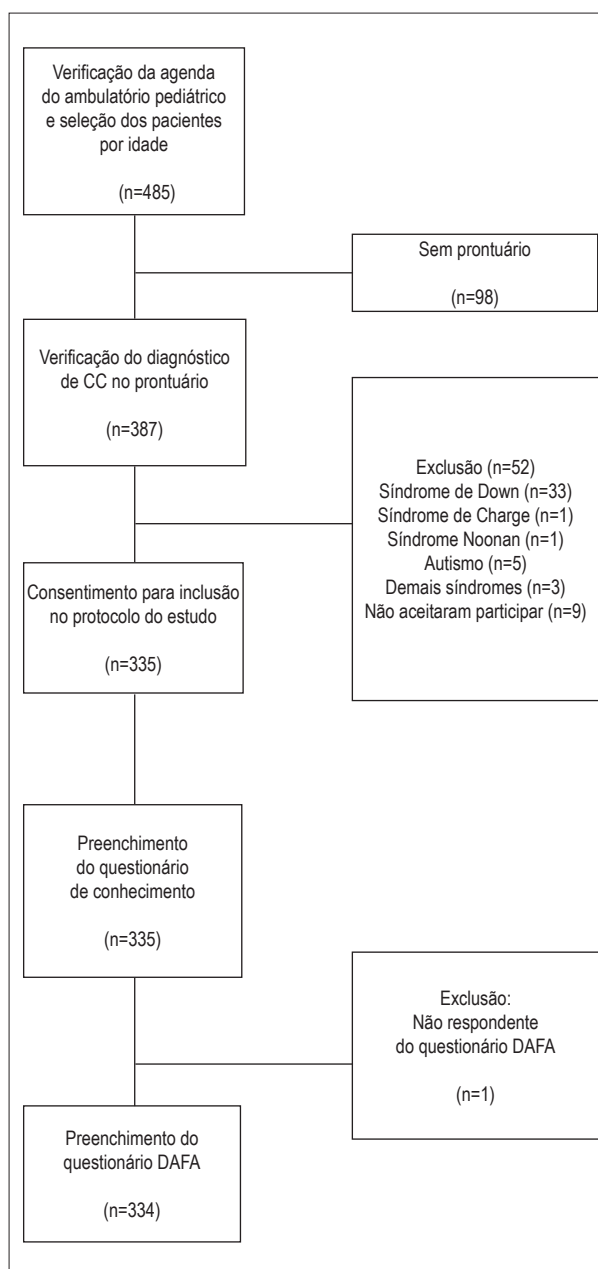 Verificação da agenda
do ambulatório pediátrico
e seleção dos pacientes
por idade
(n=485)
Sem prontuário
(n=98)
Verificação do diagnóstico
de CC no prontuário
(n=387)
Exclusão (n=52)
Síndrome de Down (n=33)
Síndrome de Charge (n=1)
Síndrome Noonan (n=1)
Autismo (n=5)
Demais síndromes (n=3)
Não aceitaram participar (n=9)
Consentimento para inclusão
no protocolo do estudo
(n=335)
Preenchimento
do questionário
de conhecimento
(n=335)
Exclusão:
Não respondente
do questionário DAFA
(n=1)
Preenchimento do
questionário DAFA
(n=334)